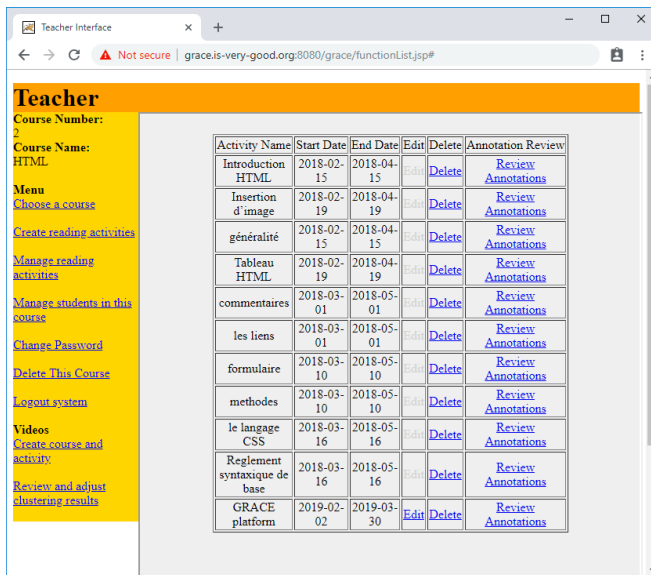 Teacher Interface
Not secure | grace.is-very-good.org:8080/grace/functionList.jsp#
Teacher
Course Number:
2
Course Name:
HTML
Menu
Choose a course
Create reading activities
Manage reading
activities
Manage students in this
course
Change Password
Delete This Course
Logout system
Videos
Create course and
activity
Review and adjust
clustering results
Activity Name Start Date End Date Edit Delete Annotation Review
Introduction
HTML
2018-02-
15
2018-04-
15
Edit Delete
Review
Annotations
Insertion
d'image
2018-02-
19
2018-04-
19
Edit Delete
Review
Annotations
généralité
2018-02-
15
2018-04-
15
Edit Delete
Review
Annotations
Tableau
HTML
2018-02-
19
2018-04-
19
Edit Delete
Review
Annotations
commentaires
2018-03-
01
2018-05-
01
Edit Delete
Review
Annotations
les liens
2018-03-
01
2018-05-
01
Edit Delete
Review
Annotations
formulaire
2018-03-
10
2018-05-
10
Edit Delete
Review
Annotations
methodes
2018-03-
10
2018-05-
10
Edit Delete
Review
Annotations
le langage
CSS
2018-03-
16
2018-05-
16
Edit Delete
Review
Annotations
Reglement
syntaxique de
base
2018-03-
16
2018-05-
16
Edit Delete
Review
Annotations
GRACE
platform
2019-02-
02
2019-03-
30
Edit Delete
Review
Annotations